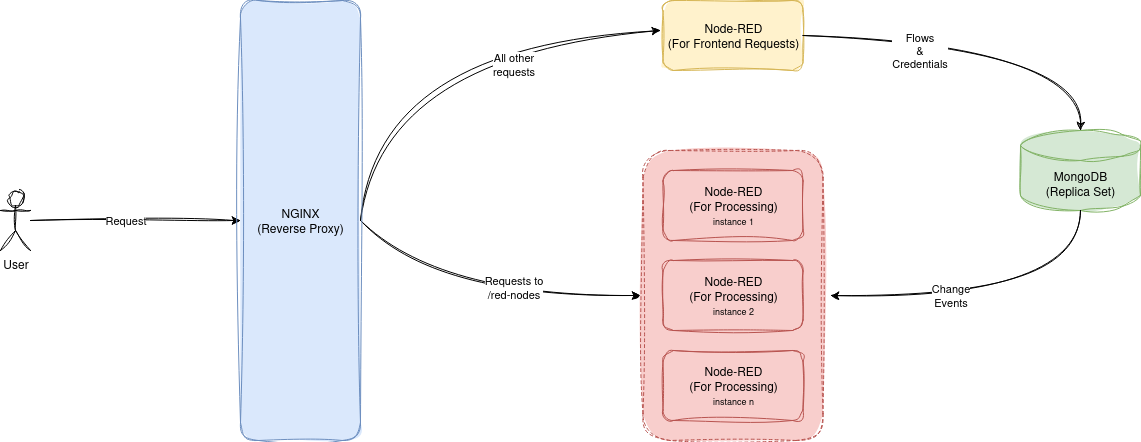 User
Request
NGINX
(Reverse Proxy)
All other
requests
Requests to
/red-nodes
Node-RED
(For Frontend Requests)
Node-RED
(For Processing)
instance 1
Node-RED
(For Processing)
instance 2
Node-RED
(For Processing)
instance n
Flows
&
Credentials
MongoDB
(Replica Set)
Change
Events